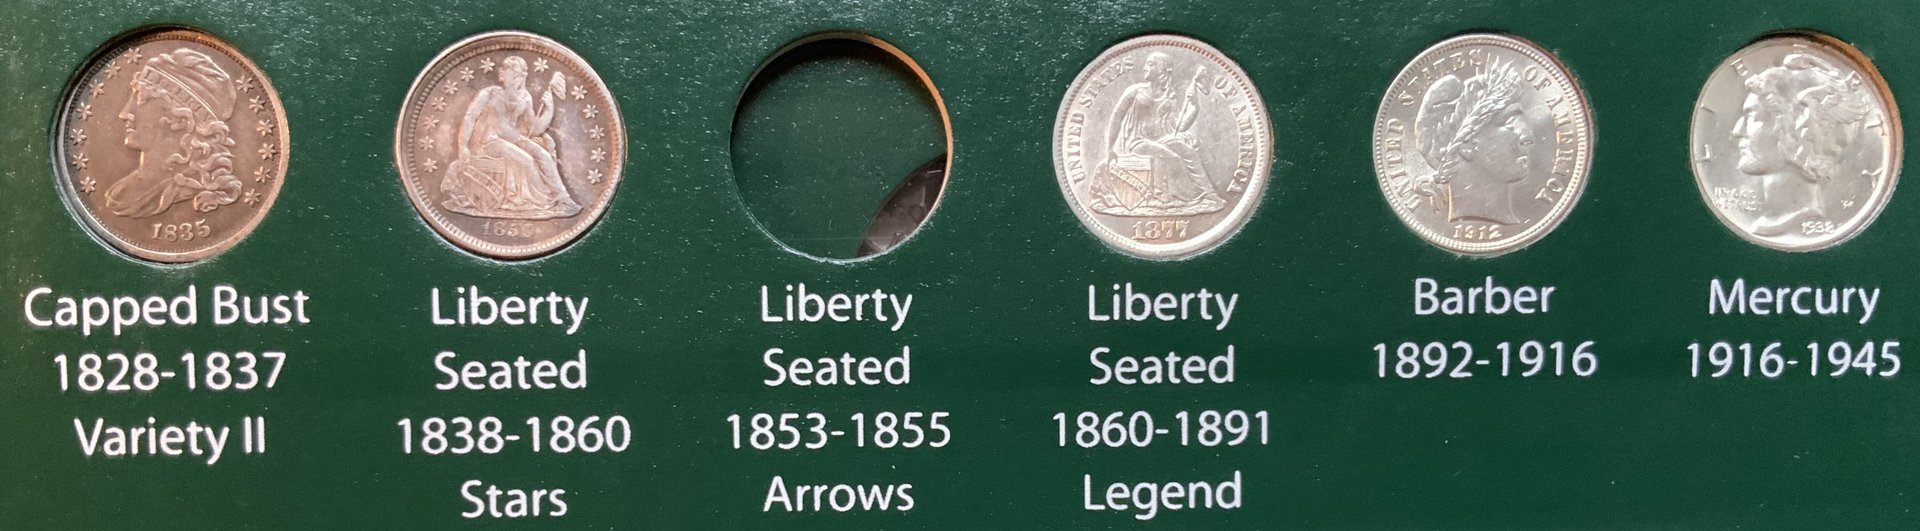 1835
UNITED STATES OF AMERICA
1877
UNITED STATES OF AMERICA
1912
LIBERTY
Capped Bust
1828-1837
Variety II
Liberty
Seated
1838-1860
Stars
Liberty
Seated
1853-1855
Arrows
Liberty
Seated
1860-1891
Legend
Barber
1892-1916
Mercury
1916-1945